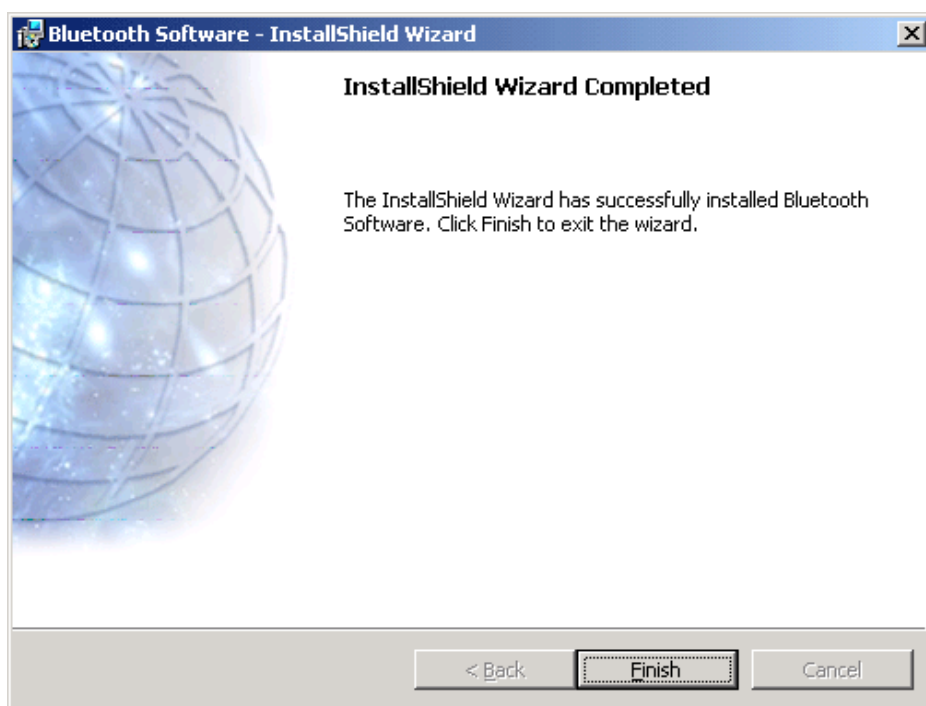 Bluetooth Software - InstallShield Wizard
InstallShield Wizard Completed
The InstallShield Wizard has successfully installed Bluetooth
Software. Click Finish to exit the wizard.
< Back Finish Cancel